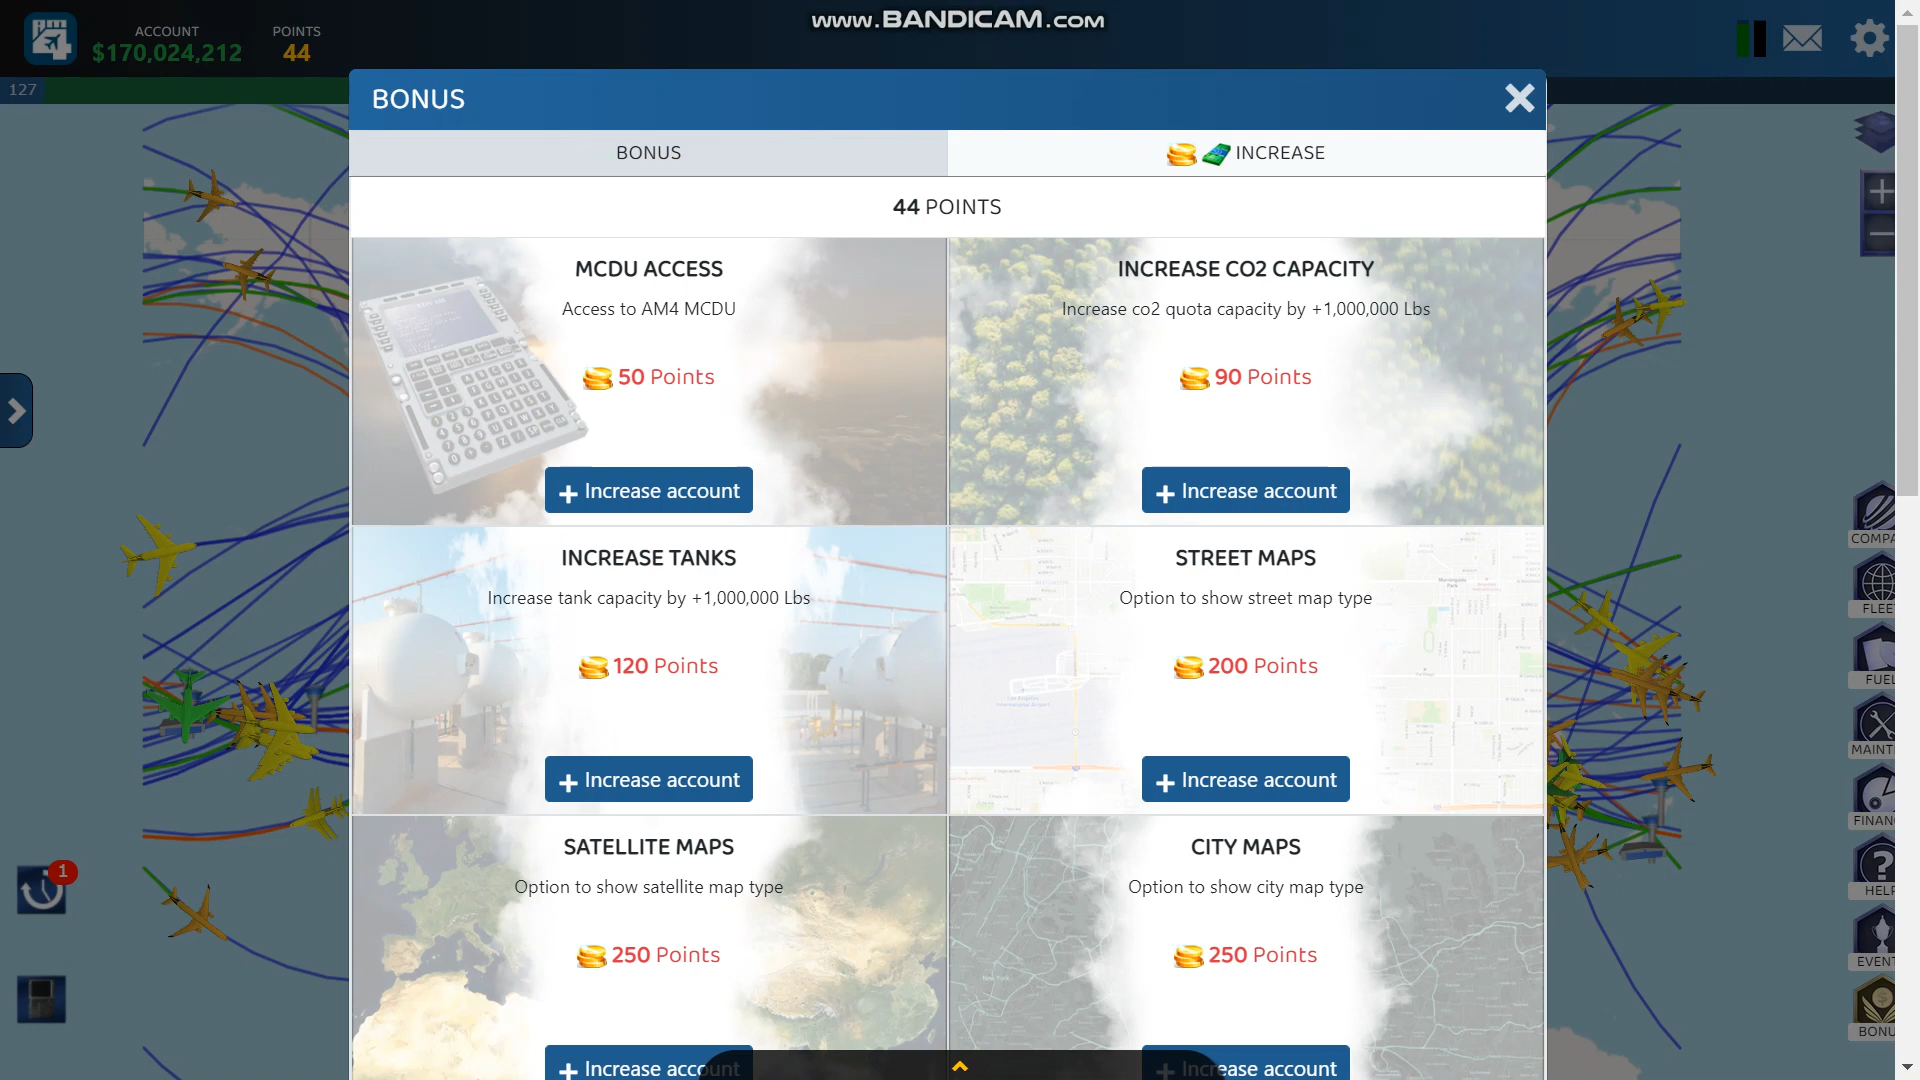 www.BANDICAM.com
ACCOUNT
$170,024,212
POINTS
44
127
BONUS
BONUS
INCREASE
44 POINTS
MCDU ACCESS
Access to AM4 MCDU
50 Points
Increase account
INCREASE CO2 CAPACITY
Increase co2 quota capacity by +1,000,000 Lbs
90 Points
Increase account
INCREASE TANKS
Increase tank capacity by +1,000,000 Lbs
120 Points
Increase account
STREET MAPS
Option to show street map type
200 Points
Increase account
SATELLITE MAPS
Option to show satellite map type
250 Points
Increase account
CITY MAPS
Option to show city map type
250 Points
Increase account
COMPA
FLEET
FUEL
MAINT
FINAN
HELP
EVENT
BONU
1